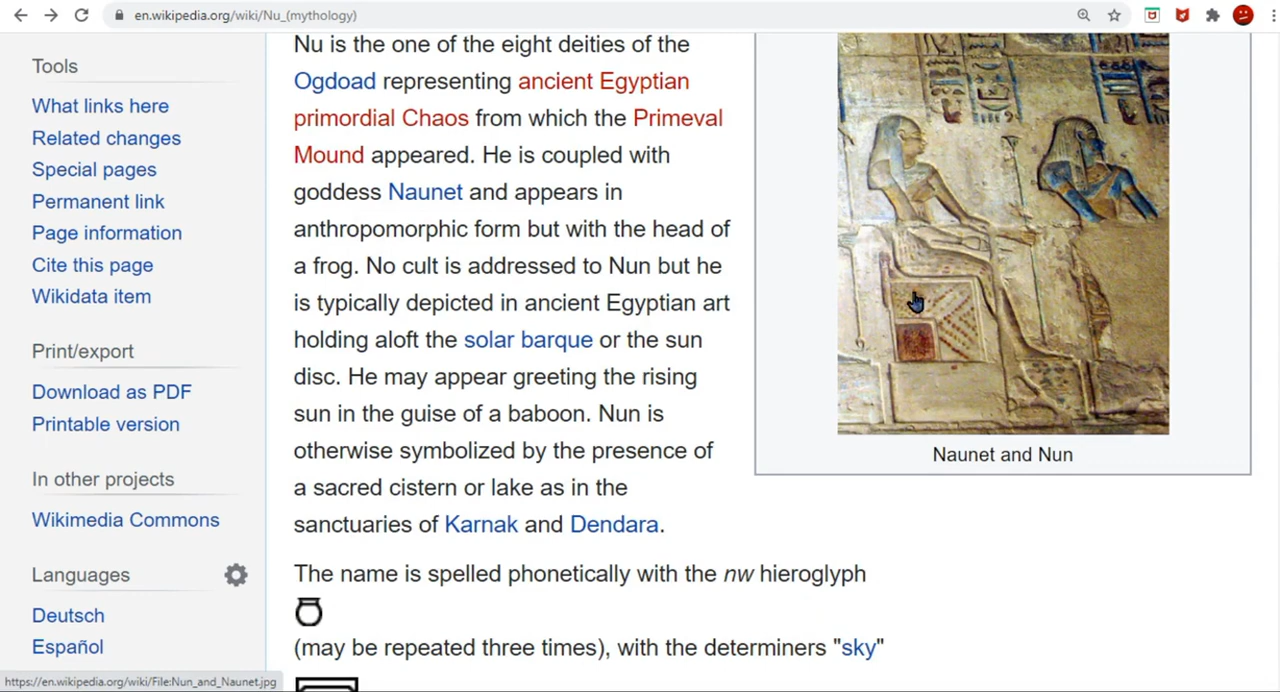 en.wikipedia.org/wiki/Nu_(mythology)
Tools
What links here
Related changes
Special pages
Permanent link
Page information
Cite this page
Wikidata item
Print/export
Download as PDF
Printable version
In other projects
Wikimedia Commons
Languages
Deutsch
Español
Nu is the one of the eight deities of the
Ogdoad representing ancient Egyptian
primordial Chaos from which the Primeval
Mound appeared. He is coupled with
goddess Naunet and appears in
anthropomorphic form but with the head of
a frog. No cult is addressed to Nun but he
is typically depicted in ancient Egyptian art
holding aloft the solar barque or the sun
disc. He may appear greeting the rising
sun in the guise of a baboon. Nun is
otherwise symbolized by the presence of
a sacred cistern or lake as in the
sanctuaries of Karnak and Dendara.
The name is spelled phonetically with the nw hieroglyph
(may be repeated three times), with the determiners "sky"
Naunet and Nun
https://en.wikipedia.org/wiki/File:Nun_and_Naunet.jpg